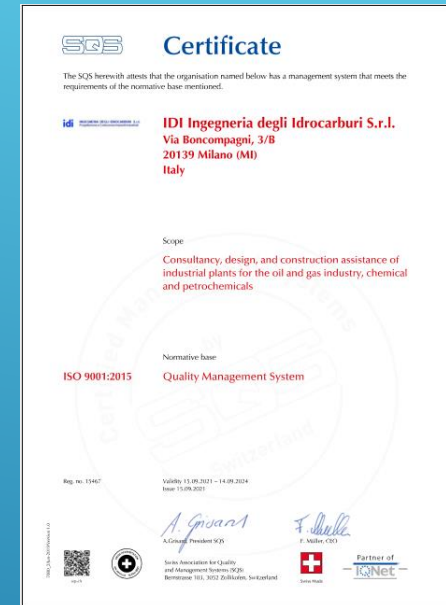 SQS
Certificate
The SQS herewith attests that the organisation named below has a management system that meets the
requirements of the normative base mentioned.
idi
IDI Ingegneria degli Idrocarburi S.r.l.
Via Boncompagni, 3/B
20139 Milano (MI)
Italy
Scope
Consultancy, design, and construction assistance of
industrial plants for the oil and gas industry, chemical
and petrochemicals
Normative base
ISO 9001:2015
Quality Management System
Reg. no. 15467
Validity 15.09.2021 – 14.09.2024
Issue 15.09.2021
A. Grisard, President SQS
F. Müller, CEO
Swiss Association for Quality
and Management Systems (SQS)
Bernstrasse 103, 3052 Zollikofen, Switzerland
Swiss Made
Partner of
IQNet